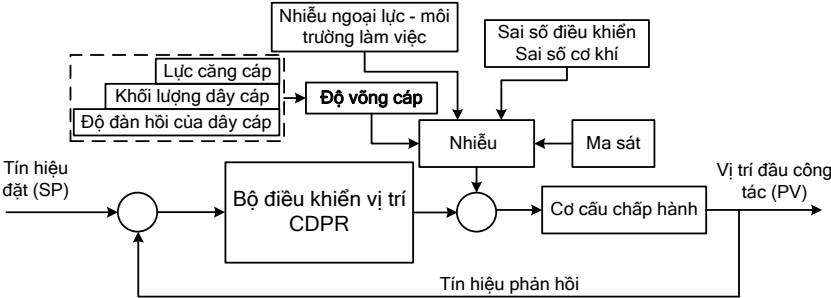 Nhiễu ngoại lực - môi
trường làm việc
Sai số điều khiển
Sai số cơ khí
Lực căng cáp
Khối lượng dây cáp
Độ đàn hồi của dây cáp
Độ võng cáp
Nhiễu
Ma sát
Tín hiệu
đặt (SP)
Bộ điều khiển vị trí
CDPR
Cơ cấu chấp hành
Vị trí đầu công
tác (PV)
Tín hiệu phản hồi